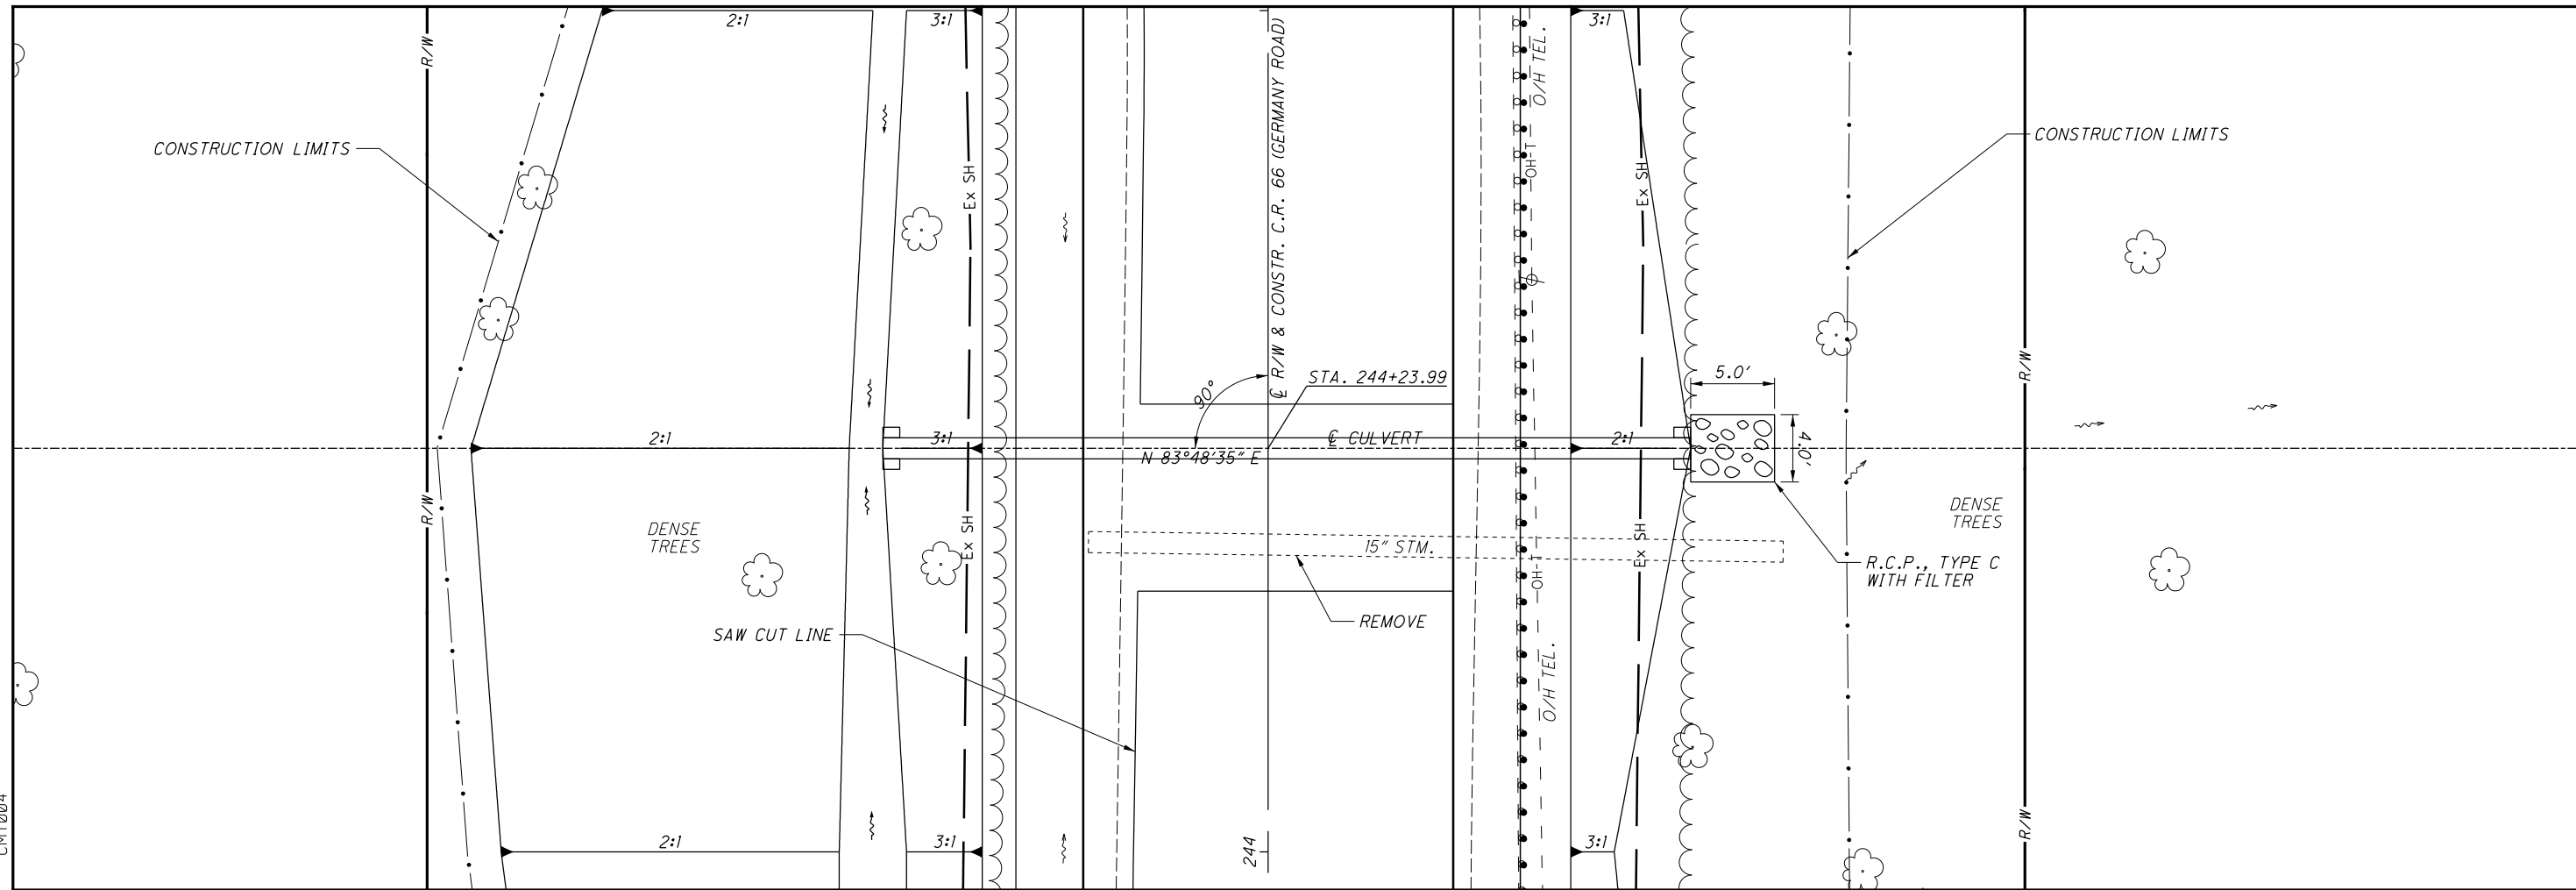 2:1
3:1
3:1
R/W
O/H TEL.
℄ R/W & CONSTR. C.R. 66 (GERMANY ROAD)
CONSTRUCTION LIMITS
CONSTRUCTION LIMITS
OH-T
Ex SH
Ex SH
R/W
STA. 244+23.99
5.0'
90°
2:1
3:1
℄ CULVERT
2:1
4.0'
N 83°48'35" E
R/W
DENSE
TREES
DENSE
TREES
Ex SH
Ex SH
15" STM.
OH-T
R.C.P., TYPE C
WITH FILTER
REMOVE
SAW CUT LINE
O/H TEL.
R/W
2:1
3:1
3:1
244